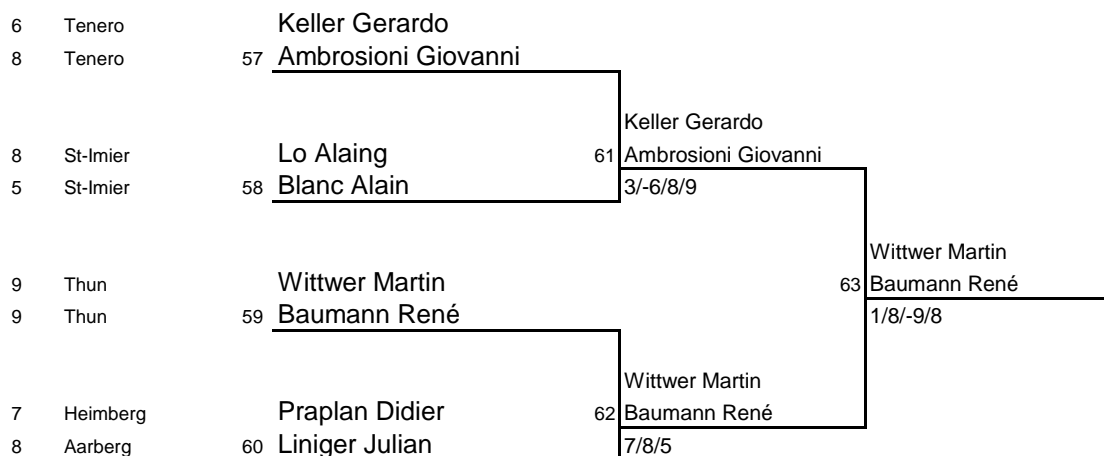 6 Tenero Keller Gerardo
8 Tenero 57 Ambrosioni Giovanni
Keller Gerardo
8 St-Imier Lo Alaing 61 Ambrosioni Giovanni
5 St-Imier 58 Blanc Alain 3/-6/8/9
Wittwer Martin
9 Thun Wittwer Martin 63 Baumann René
9 Thun 59 Baumann René 1/8/-9/8
Wittwer Martin
7 Heimberg Praplan Didier 62 Baumann René
8 Aarberg 60 Liniger Julian 7/8/5